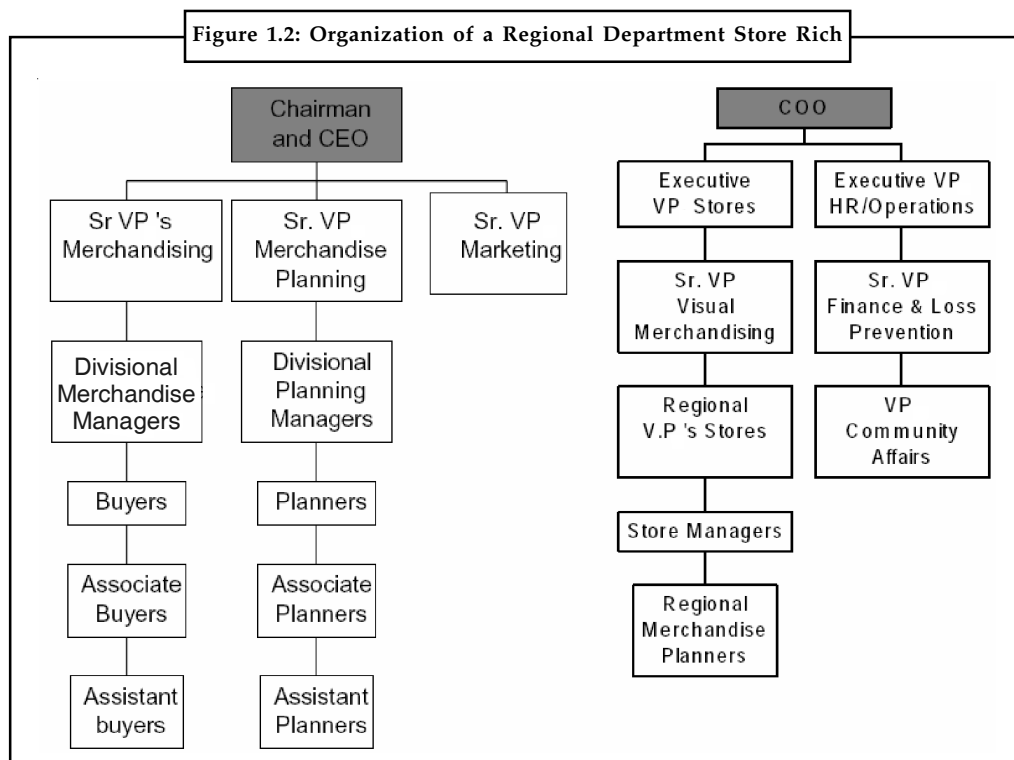 Figure 1.2: Organization of a Regional Department Store Rich
Chairman
and CEO
Sr VP 's
Merchandising
Sr. VP
Merchandise
Planning
Sr. VP
Marketing
Divisional
Merchandise
Managers
Divisional
Planning
Managers
Buyers
Planners
Associate
Buyers
Associate
Planners
Assistant
buyers
Assistant
Planners
COO
Executive
VP Stores
Executive VP
HR/Operations
Sr. VP
Visual
Merchandising
Sr. VP
Finance & Loss
Prevention
Regional
V.P 's Stores
VP
Community
Affairs
Store Managers
Regional
Merchandise
Planners